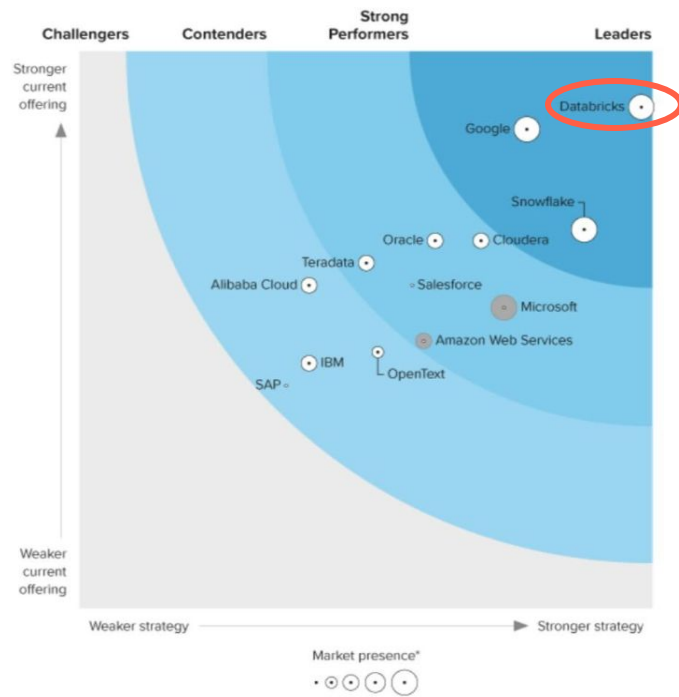 Challengers
Contenders
Strong
Performers
Leaders
Stronger
current
offering
Databricks
Google
Snowflake
Oracle
Cloudera
Teradata
Alibaba Cloud
Salesforce
Microsoft
Amazon Web Services
IBM
OpenText
SAP
Weaker
current
offering
Weaker strategy
Stronger strategy
Market presence*